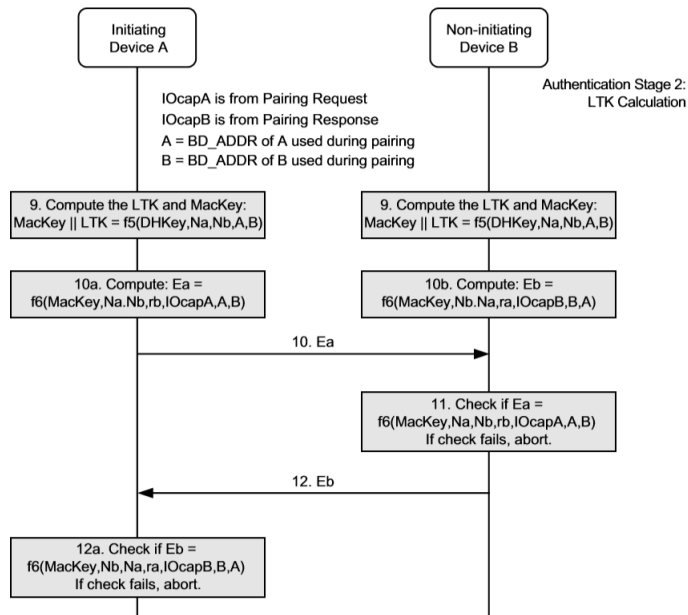 Initiating
Device A
Non-initiating
Device B
Authentication Stage 2:
LTK Calculation
IOcapA is from Pairing Request
IOcapB is from Pairing Response
A = BD_ADDR of A used during pairing
B = BD_ADDR of B used during pairing
9. Compute the LTK and MacKey:
MacKey || LTK = f5(DHKey,Na,Nb,A,B)
9. Compute the LTK and MacKey:
MacKey || LTK = f5(DHKey,Na,Nb,A,B)
10a. Compute: Ea =
f6(MacKey,Na.Nb,rb,IOcapA,A,B)
10b. Compute: Eb =
f6(MacKey,Nb.Na,ra,IOcapB,B,A)
10. Ea
11. Check if Ea =
f6(MacKey,Na,Nb,rb,IOcapA,A,B)
If check fails, abort.
12. Eb
12a. Check if Eb =
f6(MacKey,Nb,Na,ra,IOcapB,B,A)
If check fails, abort.